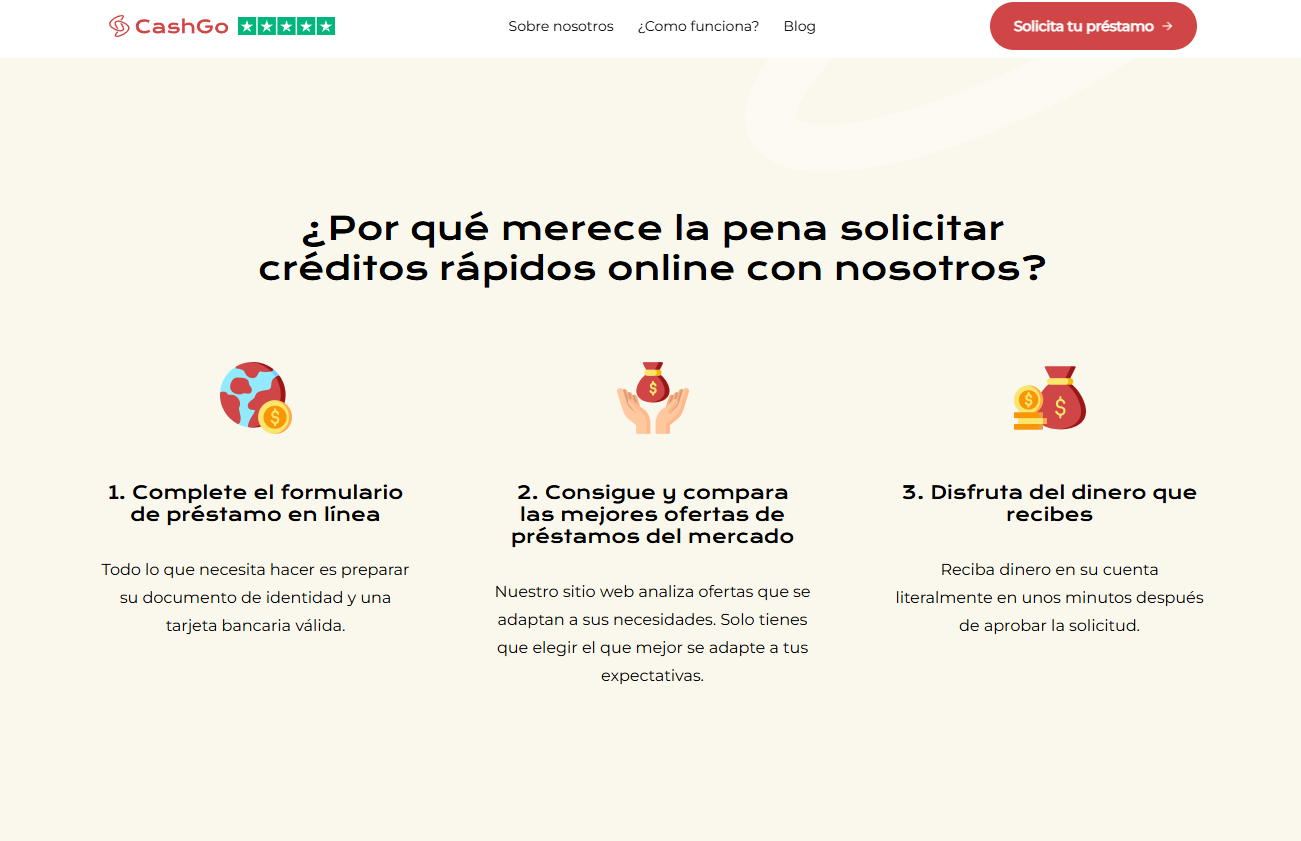 CashGo
Sobre nosotros
¿Como funciona?
Blog
Solicita tu préstamo →
¿Por qué merece la pena solicitar
créditos rápidos online con nosotros?
1. Complete el formulario
de préstamo en línea
Todo lo que necesita hacer es preparar
su documento de identidad y una
tarjeta bancaria válida.
2. Consigue y compara
las mejores ofertas de
préstamos del mercado
Nuestro sitio web analiza ofertas que se
adaptan a sus necesidades. Solo tienes
que elegir el que mejor se adapte a tus
expectativas.
3. Disfruta del dinero que
recibes
Reciba dinero en su cuenta
literalmente en unos minutos después
de aprobar la solicitud.